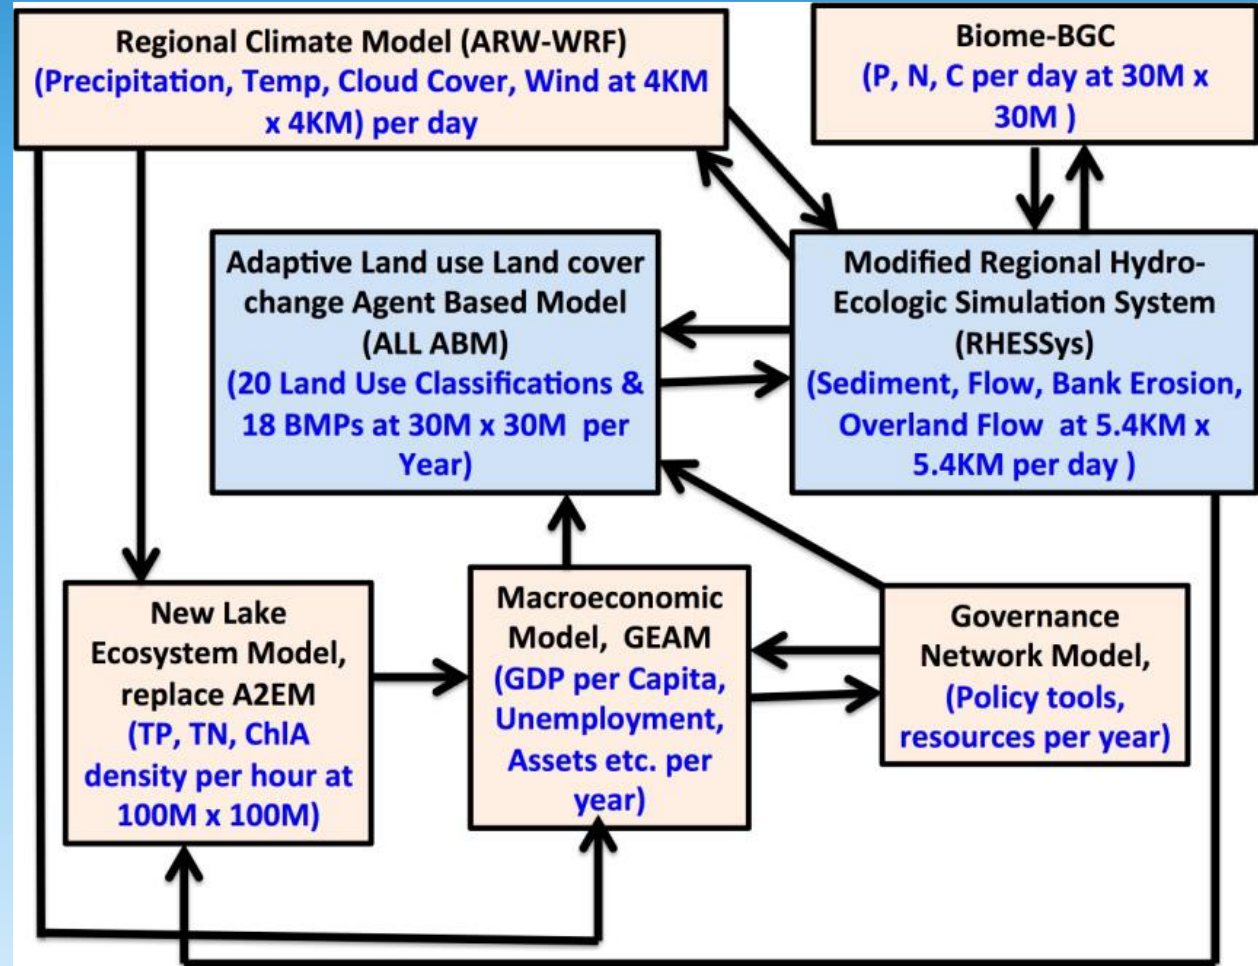 Regional Climate Model (ARW-WRF)
(Precipitation, Temp, Cloud Cover, Wind at 4KM
x 4KM) per day
Biome-BGC
(P, N, C per day at 30M x
30M )
Adaptive Land use Land cover
change Agent Based Model
(ALL ABM)
(20 Land Use Classifications &
18 BMPs at 30M x 30M  per
Year)
Modified Regional Hydro-
Ecologic Simulation System
(RHESSys)
(Sediment, Flow, Bank Erosion,
Overland Flow  at 5.4KM x
5.4KM per day )
New Lake
Ecosystem Model,
replace A2EM
(TP, TN, ChlA
density per hour at
100M x 100M)
Macroeconomic
Model,  GEAM
(GDP per Capita,
Unemployment,
Assets etc. per
year)
Governance
Network Model,
(Policy tools,
resources per year)